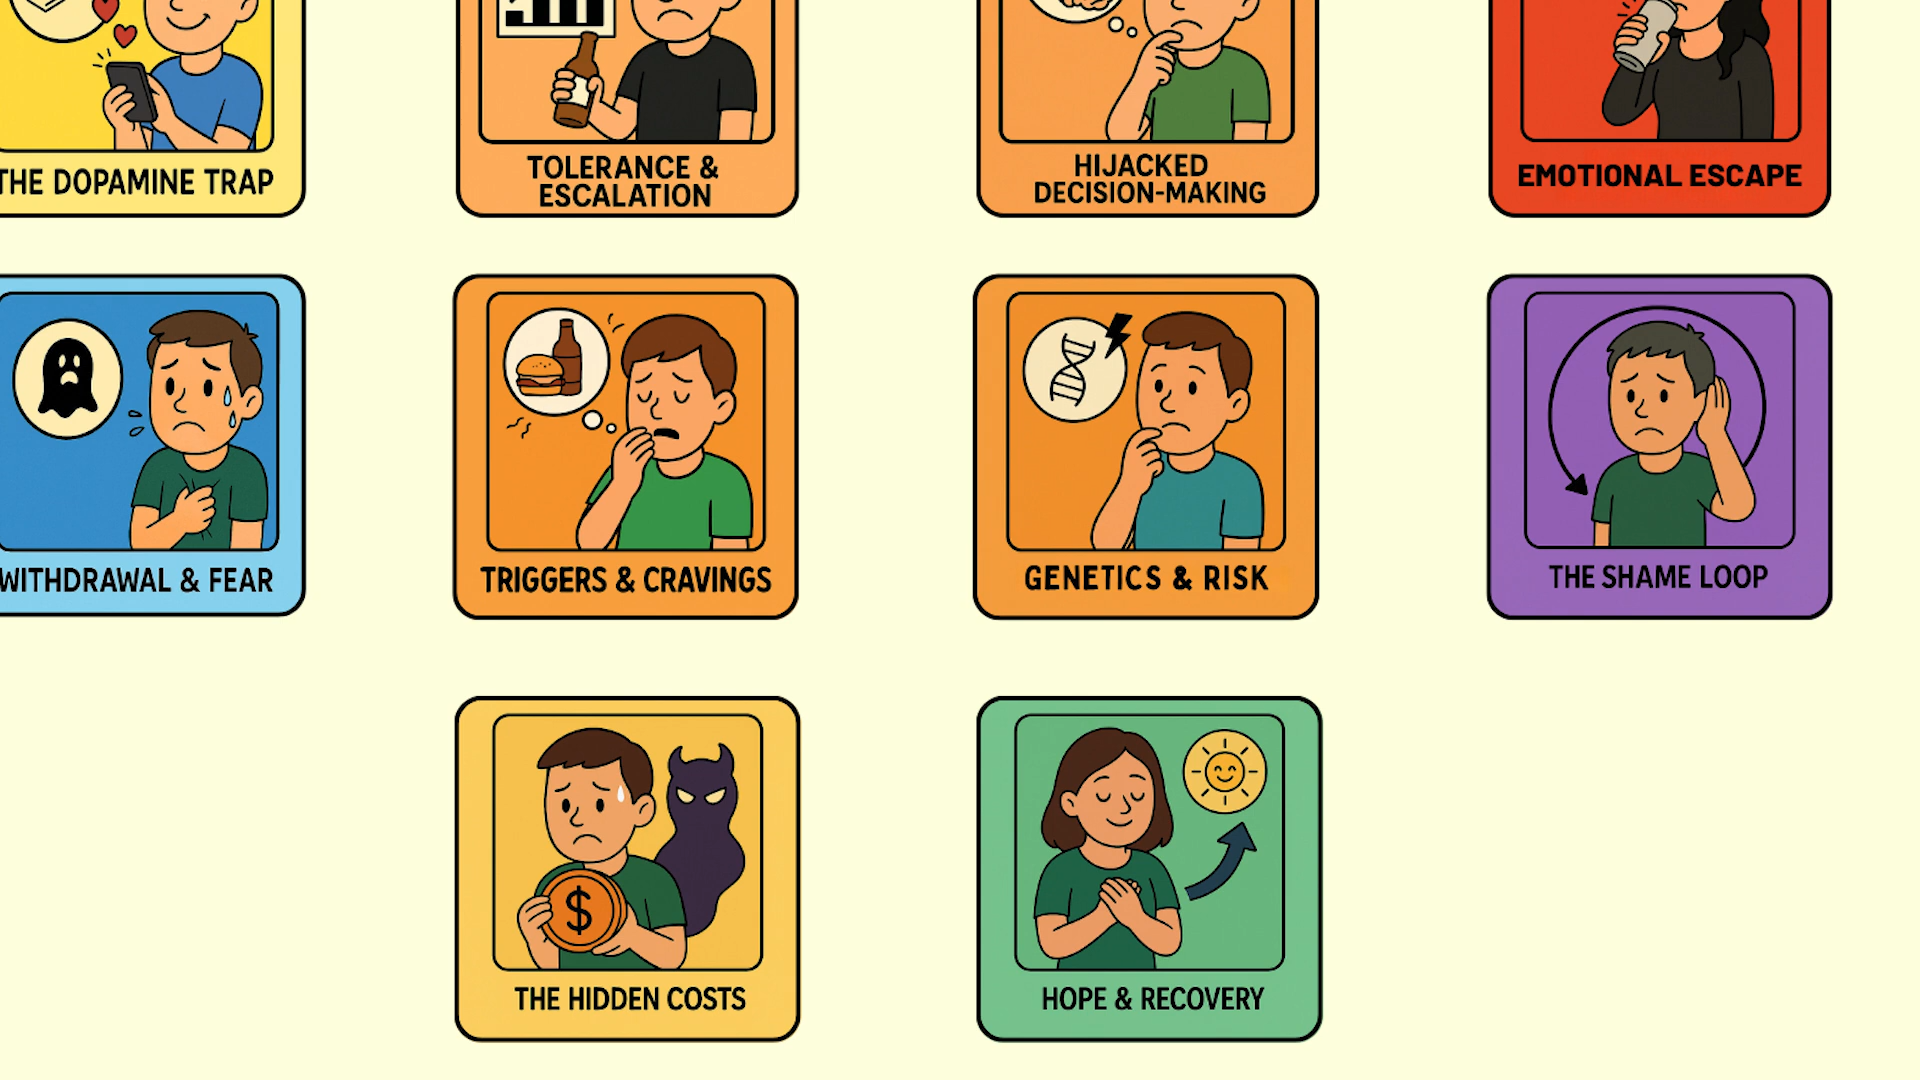 THE DOPAMINE TRAP
TOLERANCE &
ESCALATION
HIJACKED
DECISION-MAKING
EMOTIONAL ESCAPE
WITHDRAWAL & FEAR
TRIGGERS & CRAVINGS
GENETICS & RISK
THE SHAME LOOP
$
THE HIDDEN COSTS
HOPE & RECOVERY